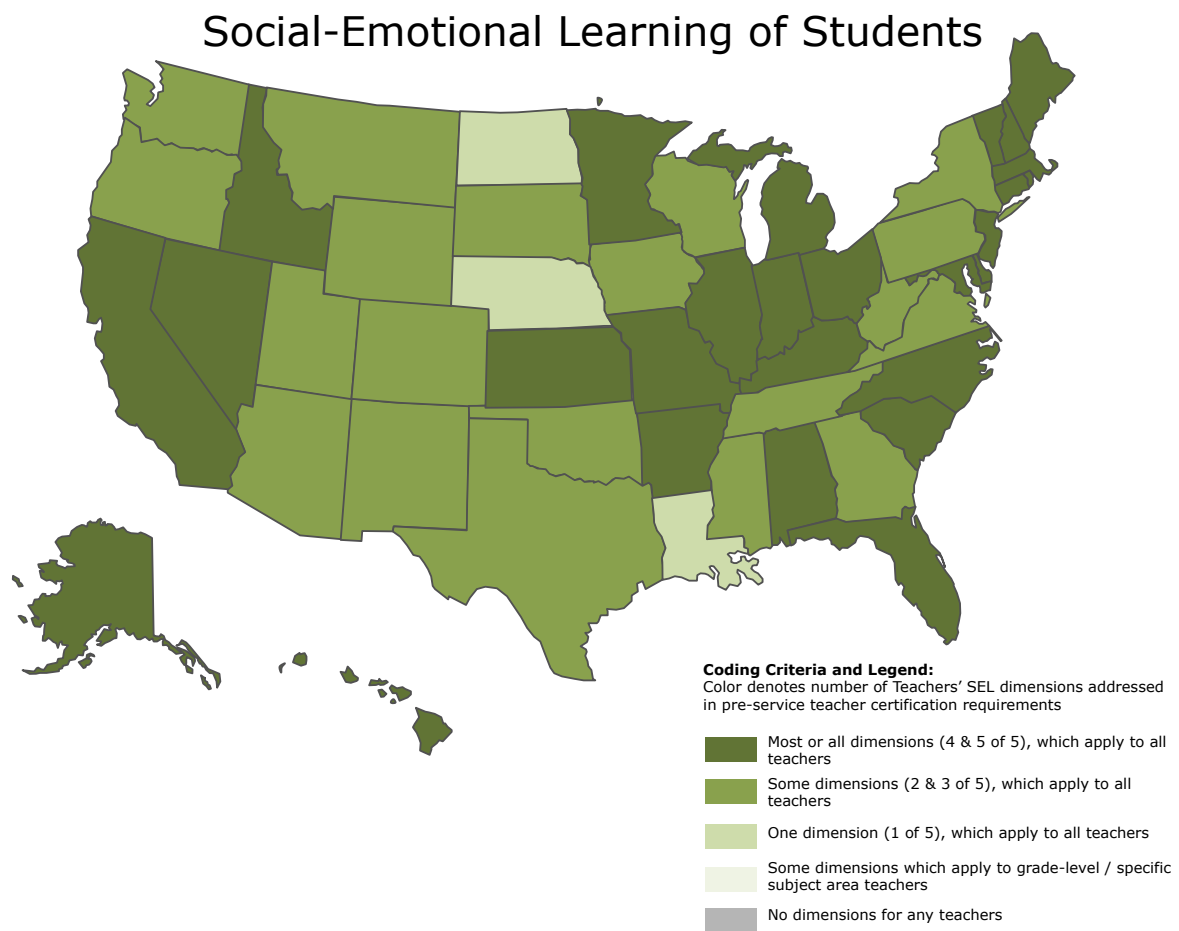 Social-Emotional Learning of Students
Coding Criteria and Legend:
Color denotes number of Teachers’ SEL dimensions addressed
in pre-service teacher certification requirements
Most or all dimensions (4 & 5 of 5), which apply to all
teachers
Some dimensions (2 & 3 of 5), which apply to all
teachers
One dimension (1 of 5), which apply to all teachers
Some dimensions which apply to grade-level / specific
subject area teachers
No dimensions for any teachers